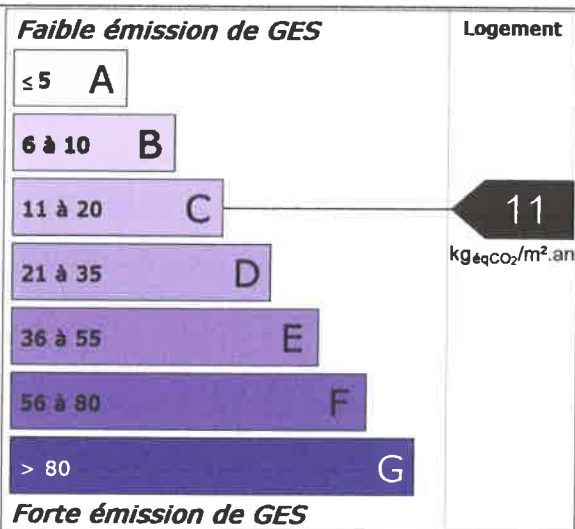 Faible émission de GES
Logement
≤ 5 A
6 à 10 B
11 à 20 C
11
kgéqCO2/m².an
21 à 35 D
36 à 55 E
56 à 80 F
> 80 G
Forte émission de GES